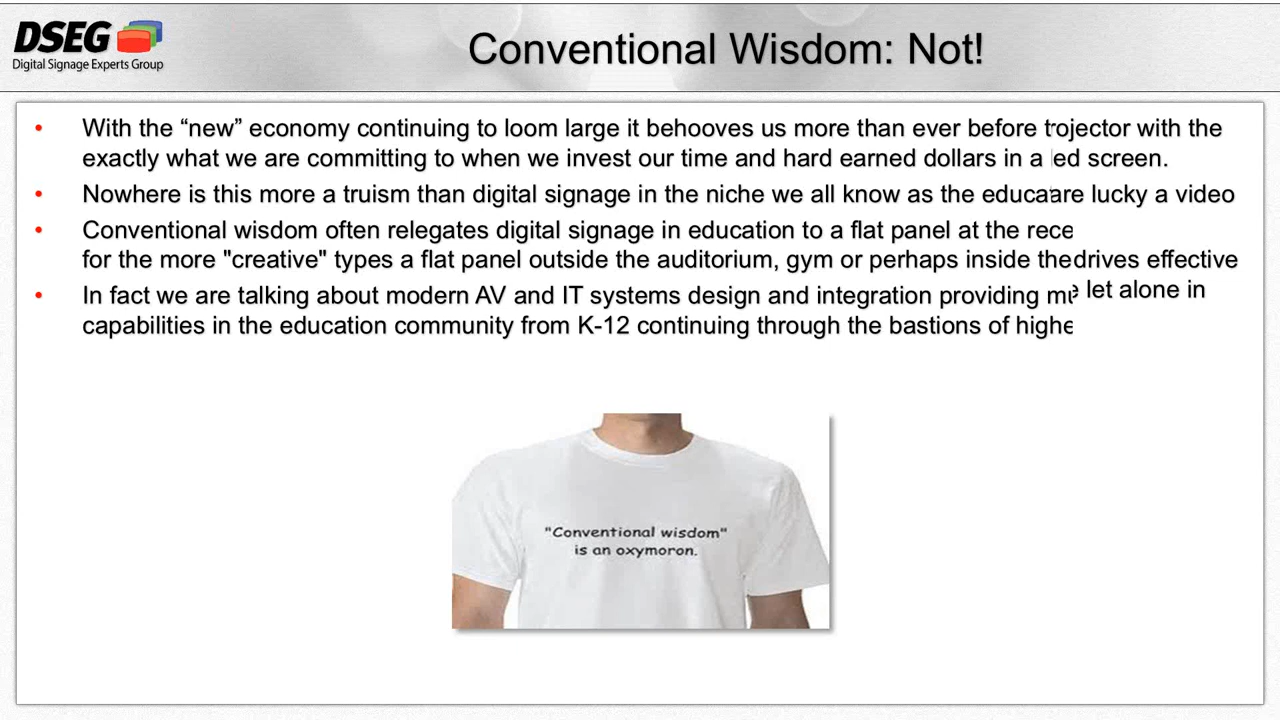 DSEG
Digital Signage Experts Group
Conventional Wisdom: Not!
• With the “new” economy continuing to loom large it behooves us more than ever before rojector with the
exactly what we are committing to when we invest our time and hard earned dollars in a ed screen.
• Nowhere is this more a truism than digital signage in the niche we all know as the educaare lucky a video
• Conventional wisdom often relegates digital signage in education to a flat panel at the rece
for the more "creative" types a flat panel outside the auditorium, gym or perhaps inside thedrives effective
let alone in
• In fact we are talking about modern AV and IT systems design and integration providing
capabilities in the education community from K-12 continuing through the bastions of highe
"Conventional wisdom"
is an oxymoron.